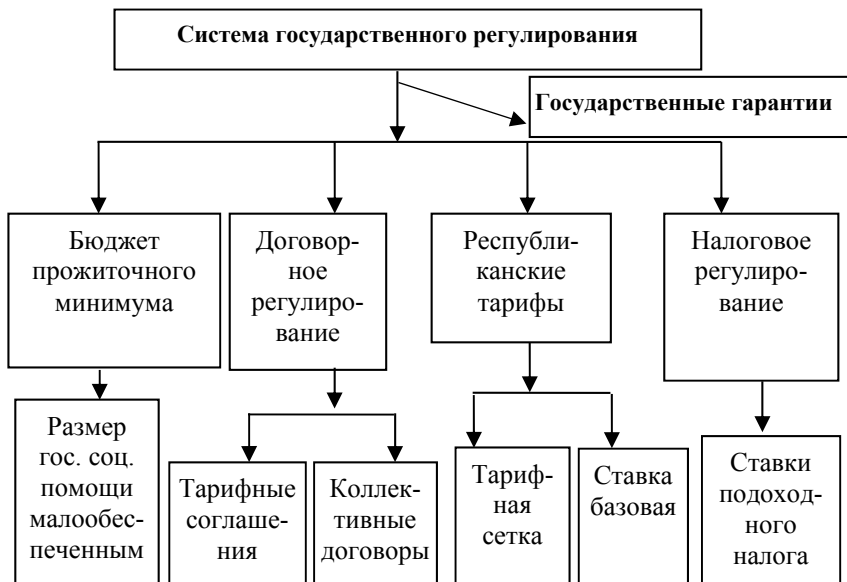 Система государственного регулирования
Государственные гарантии
Бюджет
прожиточного
минимума
Договор-
ное
регулиро-
вание
Республи-
канские
тарифы
Налоговое
регулиро-
вание
Размер
гос. соц.
помощи
малообес-
печенным
Тарифные
соглаше-
ния
Коллек-
тивные
договоры
Тариф-
ная
сетка
Ставка
базовая
Ставки
подоход-
ного
налога